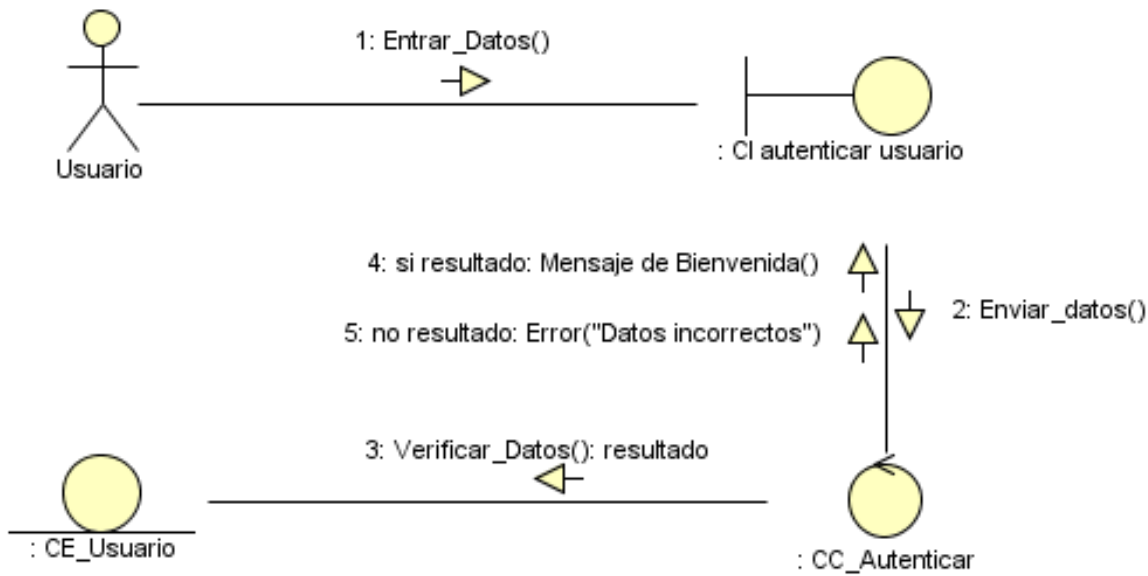 1: Entrar_Datos()
Usuario
: CI autenticar usuario
4: si resultado: Mensaje de Bienvenida()
2: Enviar_datos()
5: no resultado: Error("Datos incorrectos")
3: Verificar_Datos(): resultado
: CE_Usuario
: CC_Autenticar